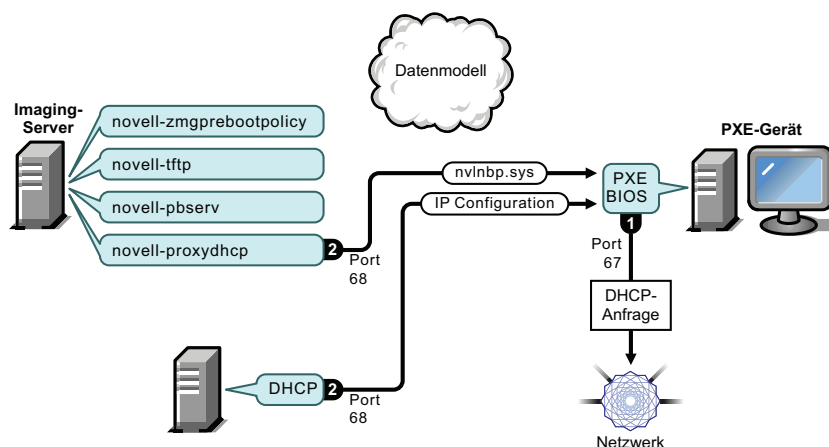 Datenmodell
Imaging-
Server
novell-zmgprebootpolicy
novell-tftp
novell-pbserv
novell-proxydhcp
2
Port
68
nvlnbp.sys
IP Configuration
PXE
BIOS
1
PXE-Gerät
Port
67
DHCP-
Anfrage
Netzwerk
DHCP
2
Port
68